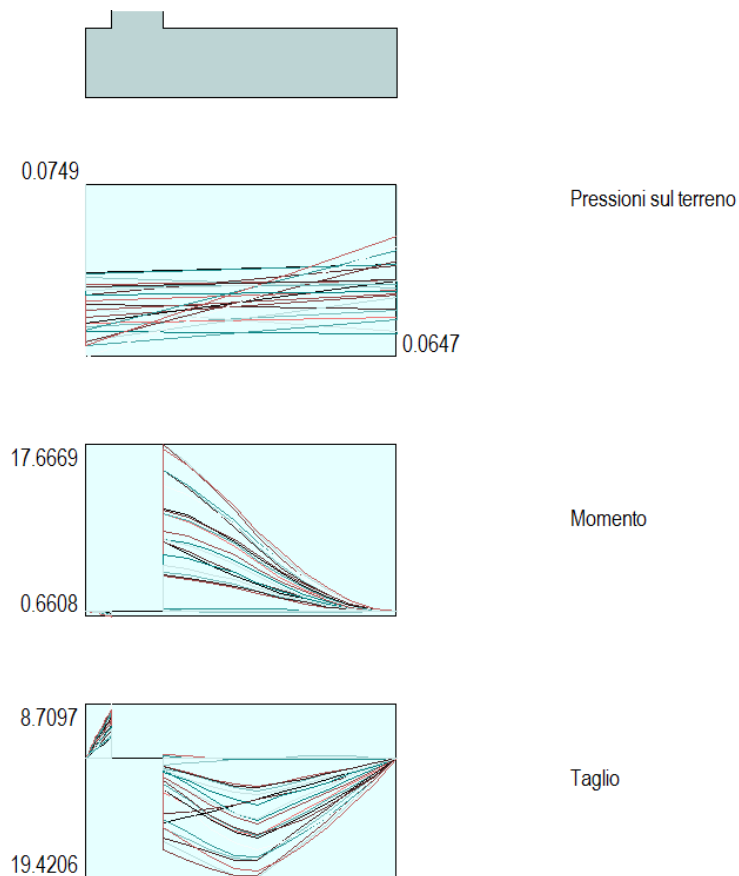 0.0749
Pressioni sul terreno
0.0647
17.6669
Momento
0.6608
8.7097
Taglio
19.4206